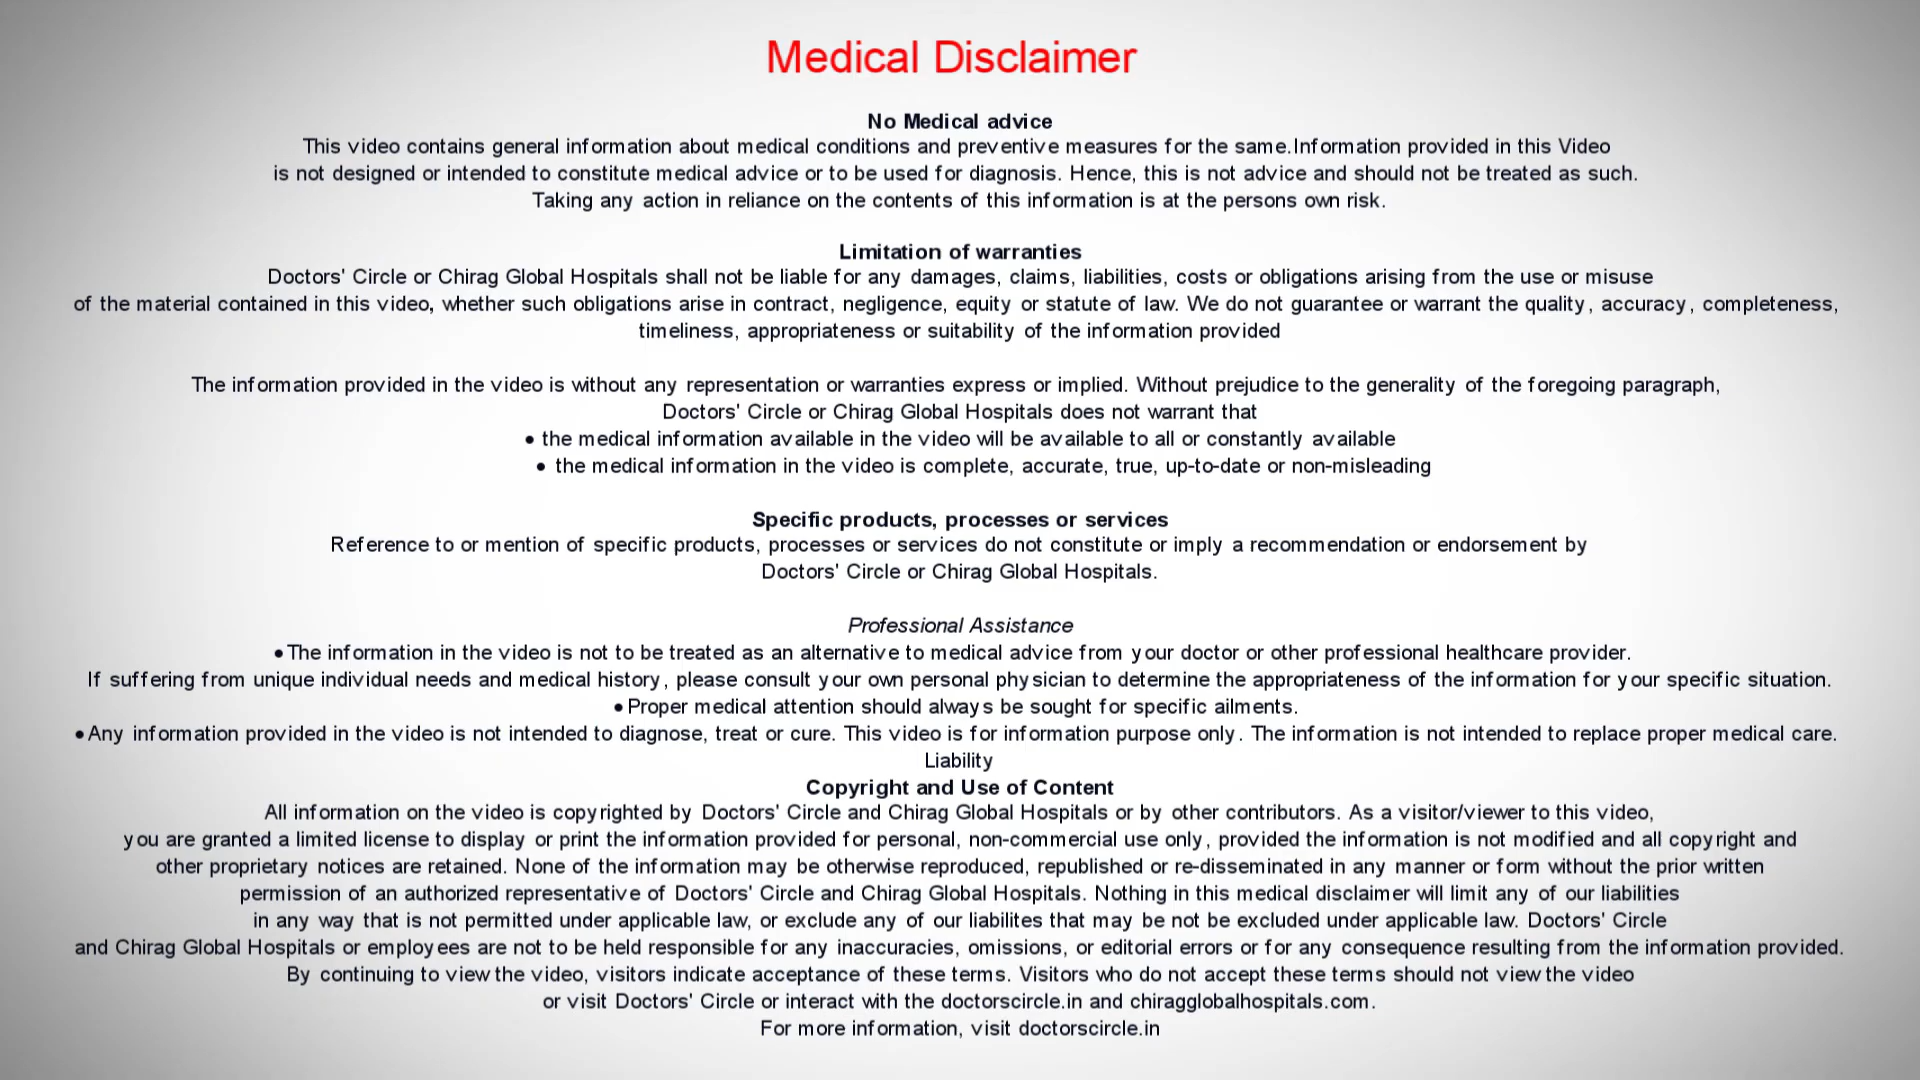 Medical Disclaimer
No Medical advice
This video contains general information about medical conditions and preventive measures for the same.Information provided in this Video
is not designed or intended to constitute medical advice or to be used for diagnosis. Hence, this is not advice and should not be treated as such.
Taking any action in reliance on the contents of this information is at the persons own risk.
Limitation of warranties
Doctors' Circle or Chirag Global Hospitals shall not be liable for any damages, claims, liabilities, costs or obligations arising from the use or misuse
of the material contained in this video, whether such obligations arise in contract, negligence, equity or statute of law. We do not guarantee or warrant the quality, accuracy, completeness,
timeliness, appropriateness or suitability of the information provided
The information provided in the video is without any representation or warranties express or implied. Without prejudice to the generality of the foregoing paragraph,
Doctors' Circle or Chirag Global Hospitals does not warrant that
• the medical information available in the video will be available to all or constantly available
• the medical information in the video is complete, accurate, true, up-to-date or non-misleading
Specific products, processes or services
Reference to or mention of specific products, processes or services do not constitute or imply a recommendation or endorsement by
Doctors' Circle or Chirag Global Hospitals.
Professional Assistance
•The information in the video is not to be treated as an alternative to medical advice from your doctor or other professional healthcare provider.
If suffering from unique individual needs and medical history, please consult your own personal physician to determine the appropriateness of the information for your specific situation.
•Proper medical attention should always be sought for specific ailments.
•Any information provided in the video is not intended to diagnose, treat or cure. This video is for information purpose only. The information is not intended to replace proper medical care.
Liability
Copyright and Use of Content
All information on the video is copyrighted by Doctors' Circle and Chirag Global Hospitals or by other contributors. As a visitor/viewer to this video,
you are granted a limited license to display or print the information provided for personal, non-commercial use only, provided the information is not modified and all copyright and
other proprietary notices are retained. None of the information may be otherwise reproduced, republished or re-disseminated in any manner or form without the prior written
permission of an authorized representative of Doctors' Circle and Chirag Global Hospitals. Nothing in this medical disclaimer will limit any of our liabilities
in any way that is not permitted under applicable law, or exclude any of our liabilites that may be not be excluded under applicable law. Doctors' Circle
and Chirag Global Hospitals or employees are not to be held responsible for any inaccuracies, omissions, or editorial errors or for any consequence resulting from the information provided.
By continuing to view the video, visitors indicate acceptance of these terms. Visitors who do not accept these terms should not view the video
or visit Doctors' Circle or interact with the doctorscircle.in and chiragglobalhospitals.com.
For more information, visit doctorscircle.in